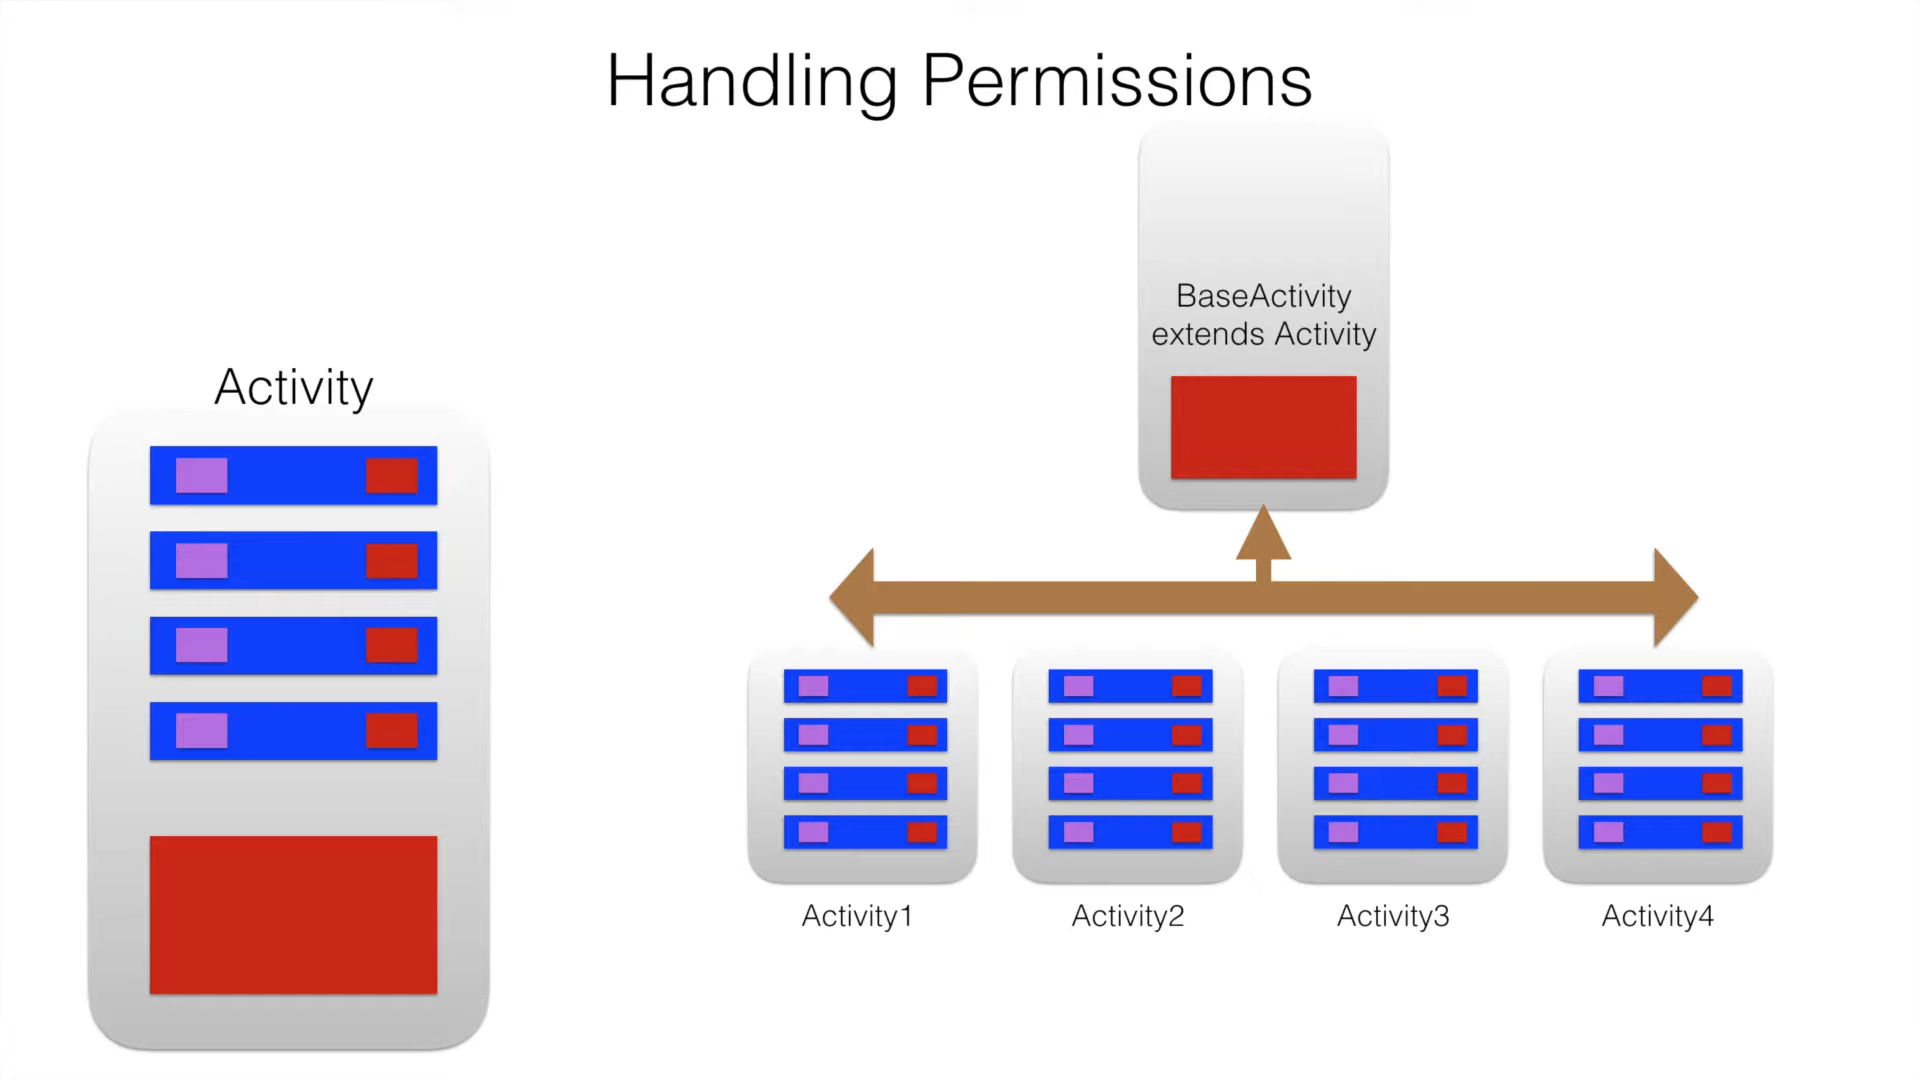 Handling Permissions
BaseActivity
extends Activity
Activity
Activity1
Activity2
Activity3
Activity4